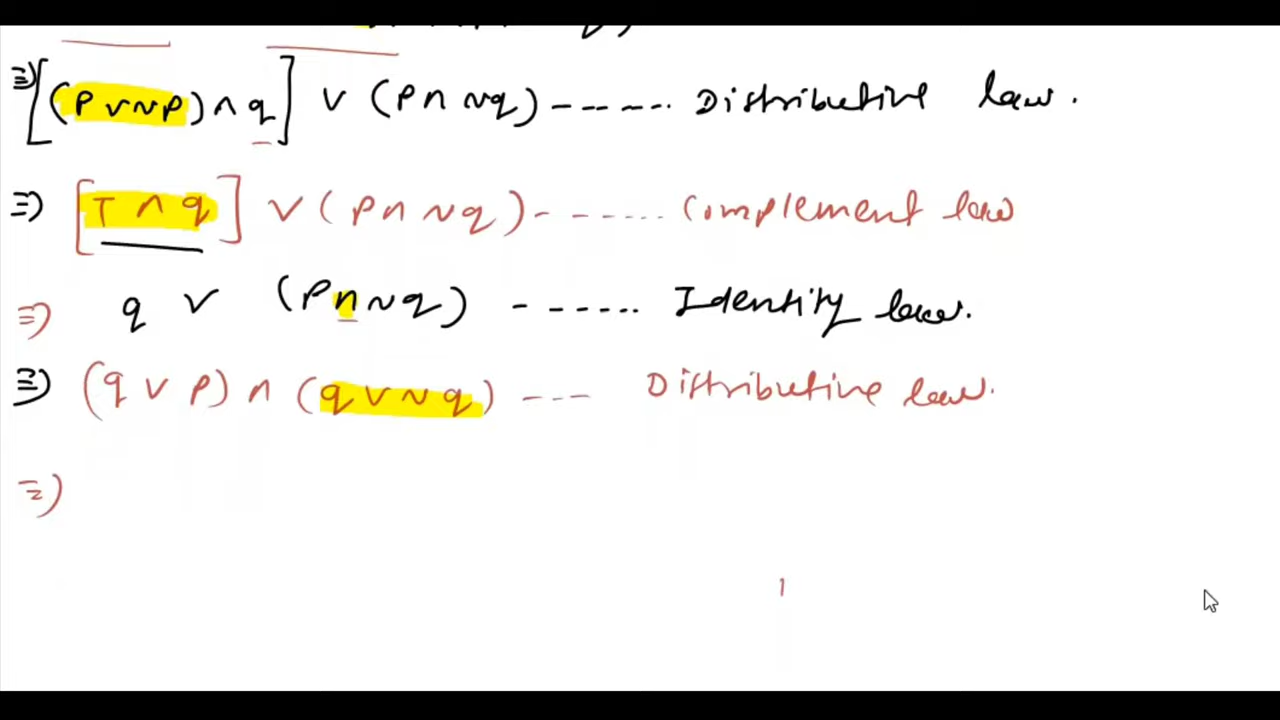 ≡) [(P ∨ ~P) ∧ q] ∨ (P ∧ ~q) ------ Distributive law.
≡) [T ∧ q] ∨ (P ∧ ~q) ------- Complement law
≡) q ∨ (P ∧ ~q) ------ Identity law.
≡) (q ∨ P) ∧ (q ∨ ~q) --- Distributive law.
≡)